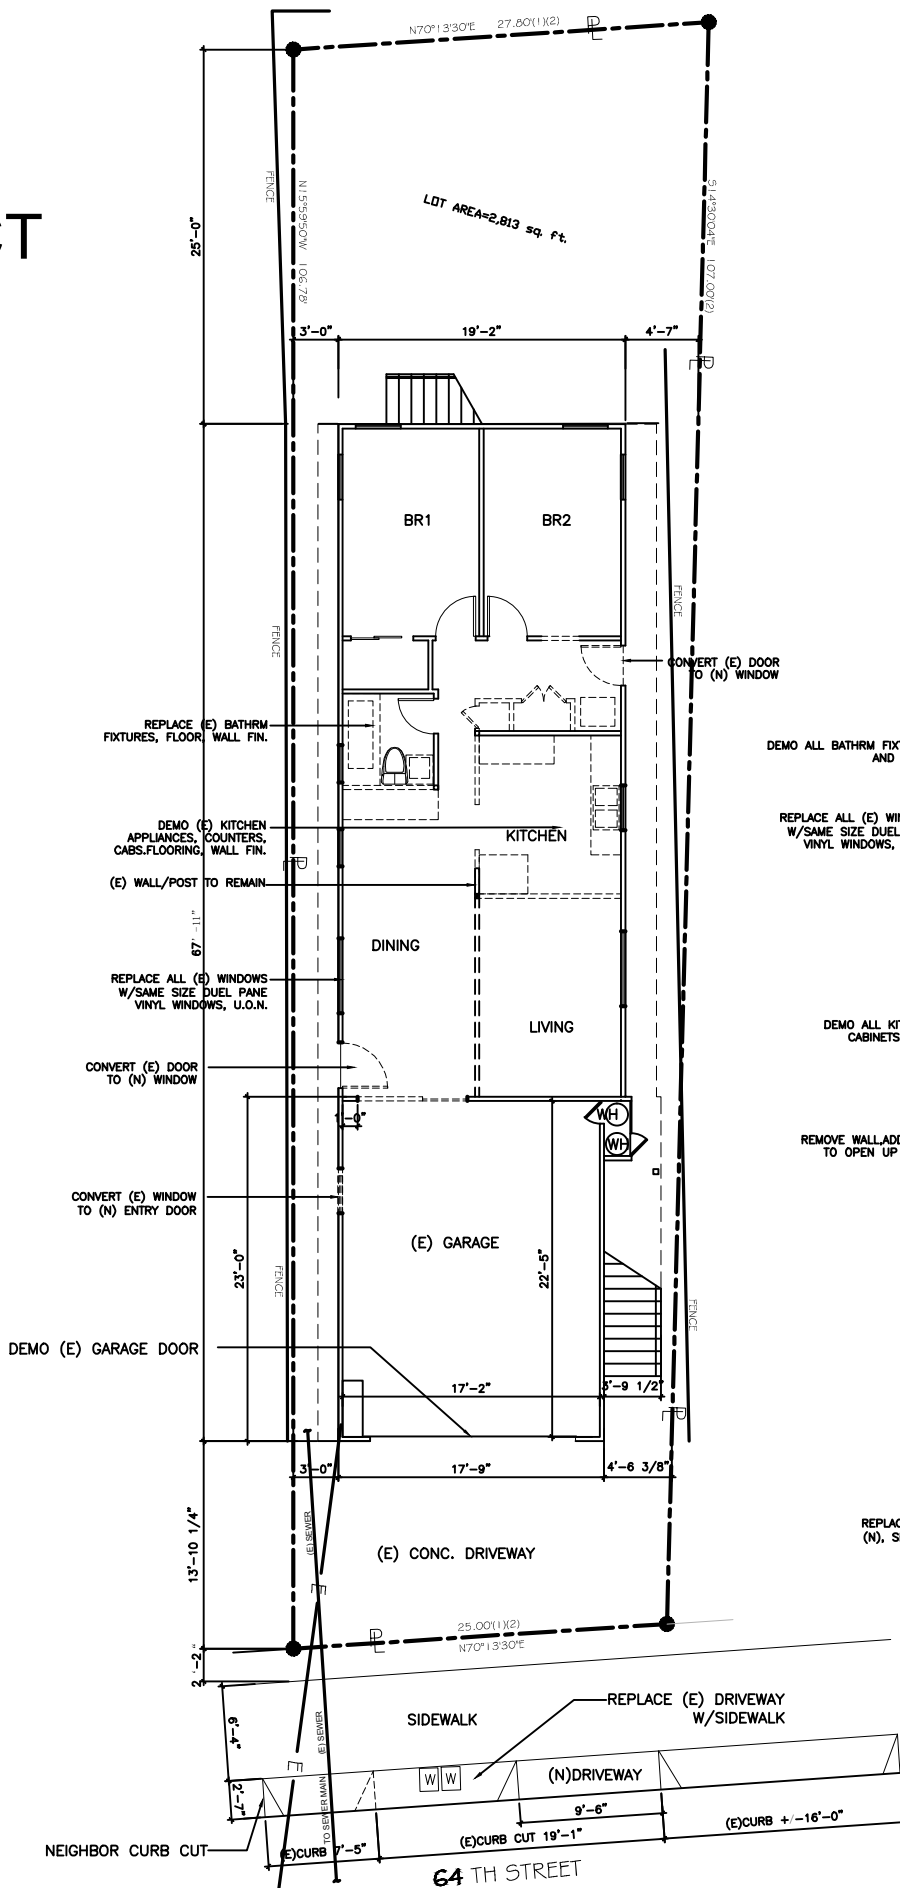 N70°13'30"E 27.80'(1)(2)
PL
CT
FENCE
N15°59'50"W 106.78'
S14°30'04"E 107.00'(2)
25'-0"
LOT AREA=2,813 sq. ft.
3'-0" 19'-2" 4'-7"
PL
BR1 BR2
FENCE
FENCE
CONVERT (E) DOOR
TO (N) WINDOW
REPLACE (E) BATHRM
FIXTURES, FLOOR, WALL FIN.
DEMO ALL BATHRM
AND
DEMO (E) KITCHEN
APPLIANCES, COUNTERS,
CABS.FLOORING, WALL FIN.
KITCHEN
REPLACE ALL (E)
W/SAME SIZE DUEL
VINYL WINDOWS,
PL
(E) WALL/POST TO REMAIN
67'-11"
DINING
REPLACE ALL (E) WINDOWS
W/SAME SIZE DUEL PANE
VINYL WINDOWS, U.O.N.
LIVING
DEMO ALL
CABINETS
CONVERT (E) DOOR
TO (N) WINDOW
1'-0"
WH
WH
REMOVE WALL,
TO OPEN UP
CONVERT (E) WINDOW
TO (N) ENTRY DOOR
(E) GARAGE
23'-0"
22'-5"
FENCE
FENCE
DEMO (E) GARAGE DOOR
17'-2" 3'-9 1/2"
PL
3'-0" 17'-9" 4'-6 3/8"
13'-10 1/4"
(E) SEWER
(E) CONC. DRIVEWAY
E
PL
25.00'(1)(2)
N70°13'30"E
2'-2"
REPLACE (E) DRIVEWAY
W/SIDEWALK
SIDEWALK
6'-4"
(E) SEWER
E
W W
(N)DRIVEWAY
2'-7"
TO SEWER MAIN
9'-6"
(E)CURB +/-16'-0"
(E)CURB CUT 19'-1"
NEIGHBOR CURB CUT
(E)CURB 7'-5"
64 TH STREET